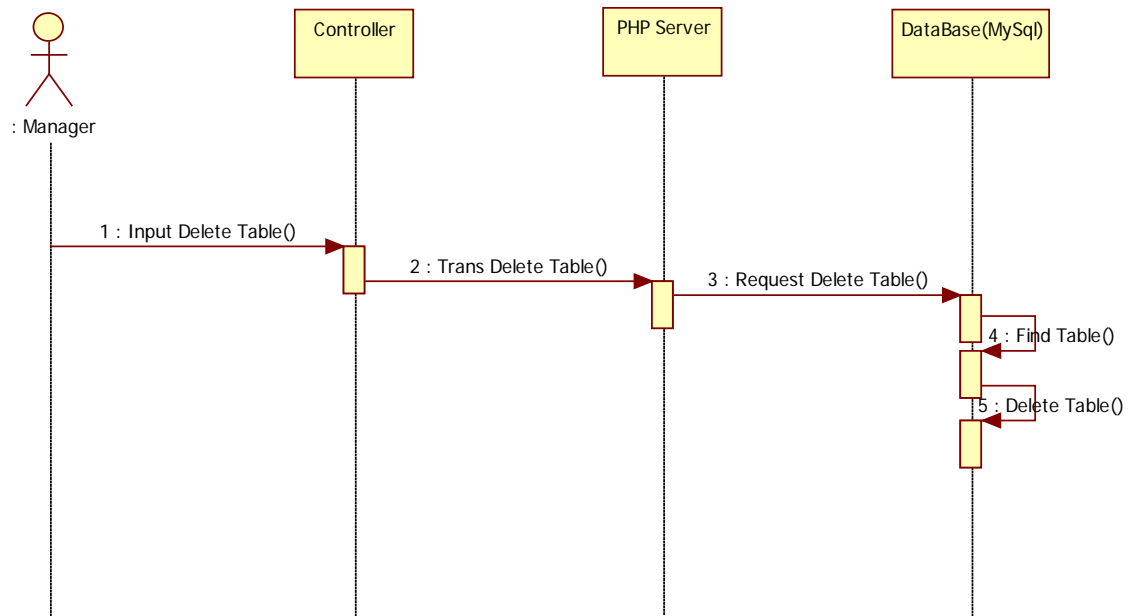 Controller
PHP Server
DataBase(MySql)
: Manager
1 : Input Delete Table()
2 : Trans Delete Table()
3 : Request Delete Table()
4 : Find Table()
5 : Delete Table()